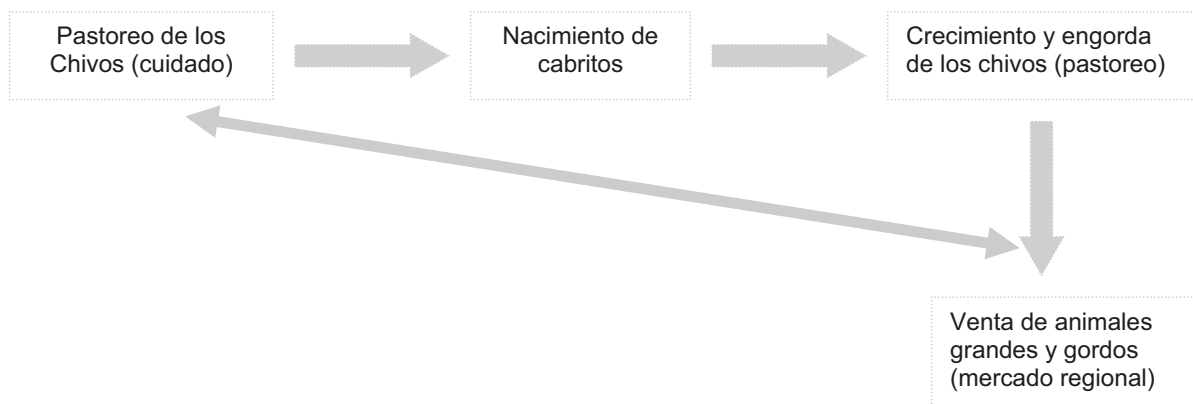 Pastoreo de los
Chivos (cuidado)
Nacimiento de
cabritos
Crecimiento y engorda
de los chivos (pastoreo)
Venta de animales
grandes y gordos
(mercado regional)